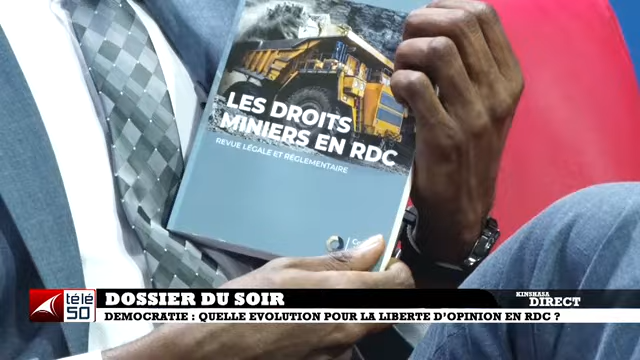 LES DROITS
MINIERS EN RDC
REVUE LÉGALE ET RÉGLEMENTAIRE
télé
50
DOSSIER DU SOIR
KINSHASA
DIRECT
DEMOCRATIE : QUELLE EVOLUTION POUR LA LIBERTE D'OPINION EN RDC ?